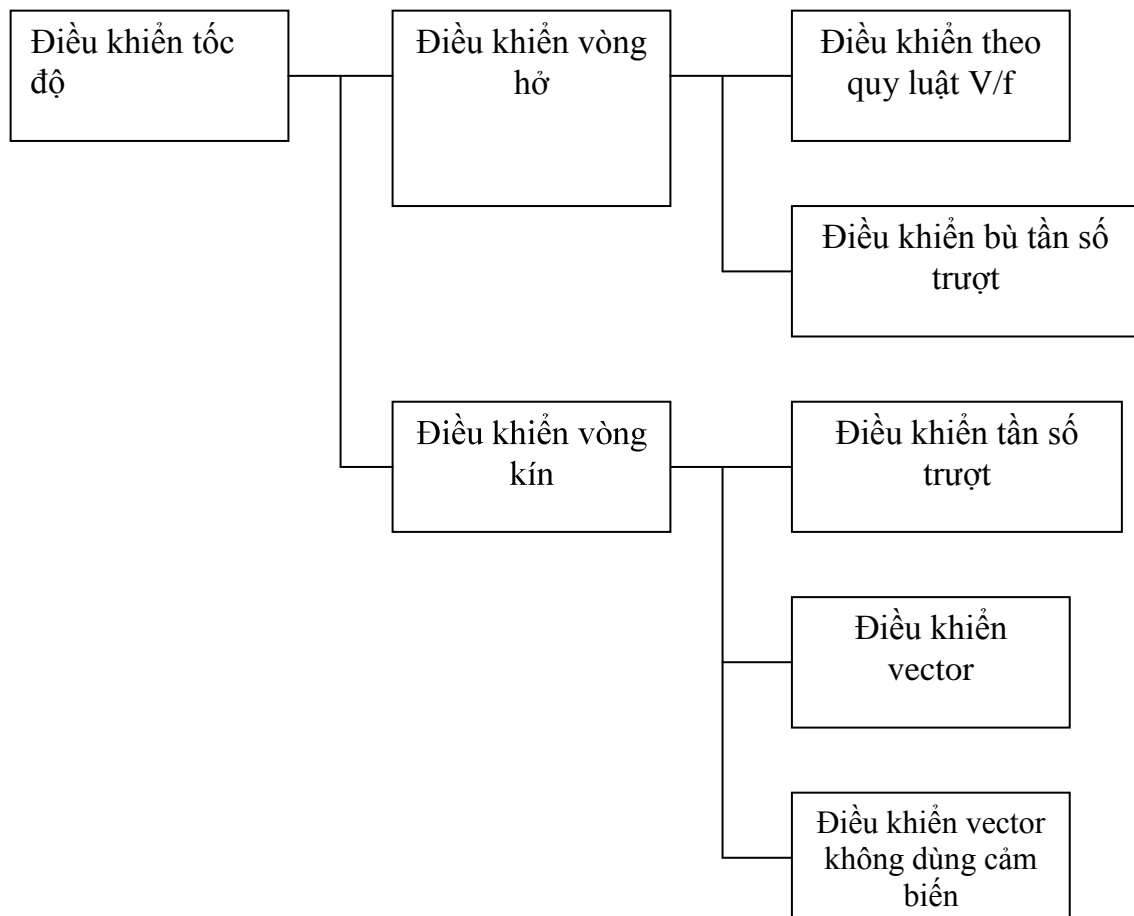 Điều khiển tốc
độ
Điều khiển vòng
hở
Điều khiển theo
quy luật V/f
Điều khiển bù tần số
trượt
Điều khiển vòng
kín
Điều khiển tần số
trượt
Điều khiển
vector
Điều khiển vector
không dùng cảm
biến